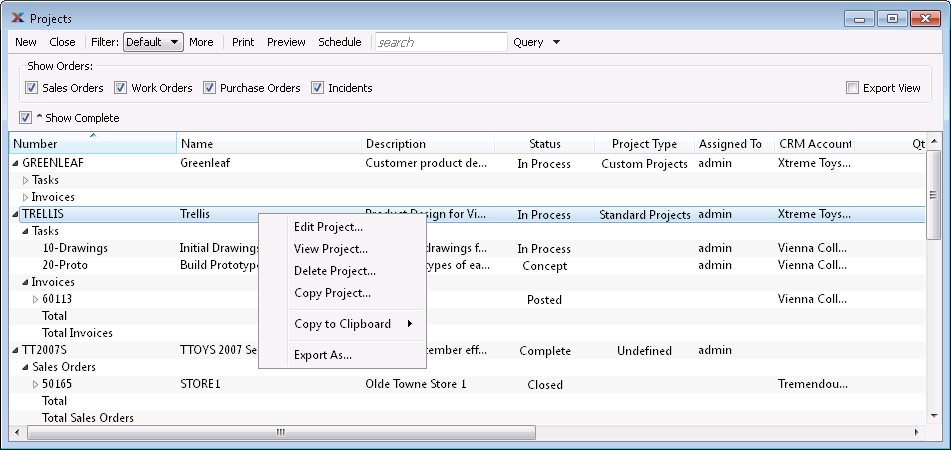 Projects
New Close Filter: Default More Print Preview Schedule search Query
Show Orders:
Sales Orders Work Orders Purchase Orders Incidents Export View
^ Show Complete
Number Name Description Status Project Type Assigned To CRM Account Qt
GREENLEAF Greenleaf Customer product de... In Process Custom Projects admin Xtreme Toys...
Tasks
Invoices
TRELLIS Trellis Product Design for Vi... In Process Standard Projects admin Xtreme Toys...
Edit Project...
Tasks
10-Drawings Initial Drawings drawings f... In Process admin Vienna Coll...
View Project...
20-Proto Build Prototype types of ea... Concept admin Vienna Coll...
Delete Project...
Invoices
Copy Project...
60113 Posted Vienna Coll...
Total
Copy to Clipboard
Total Invoices
TT2007S TTOYS 2007 Se tember eff... Complete Undefined admin
Export As...
Sales Orders
50165 STORE1 Olde Towne Store 1 Closed Tremendou...
Total
Total Sales Orders